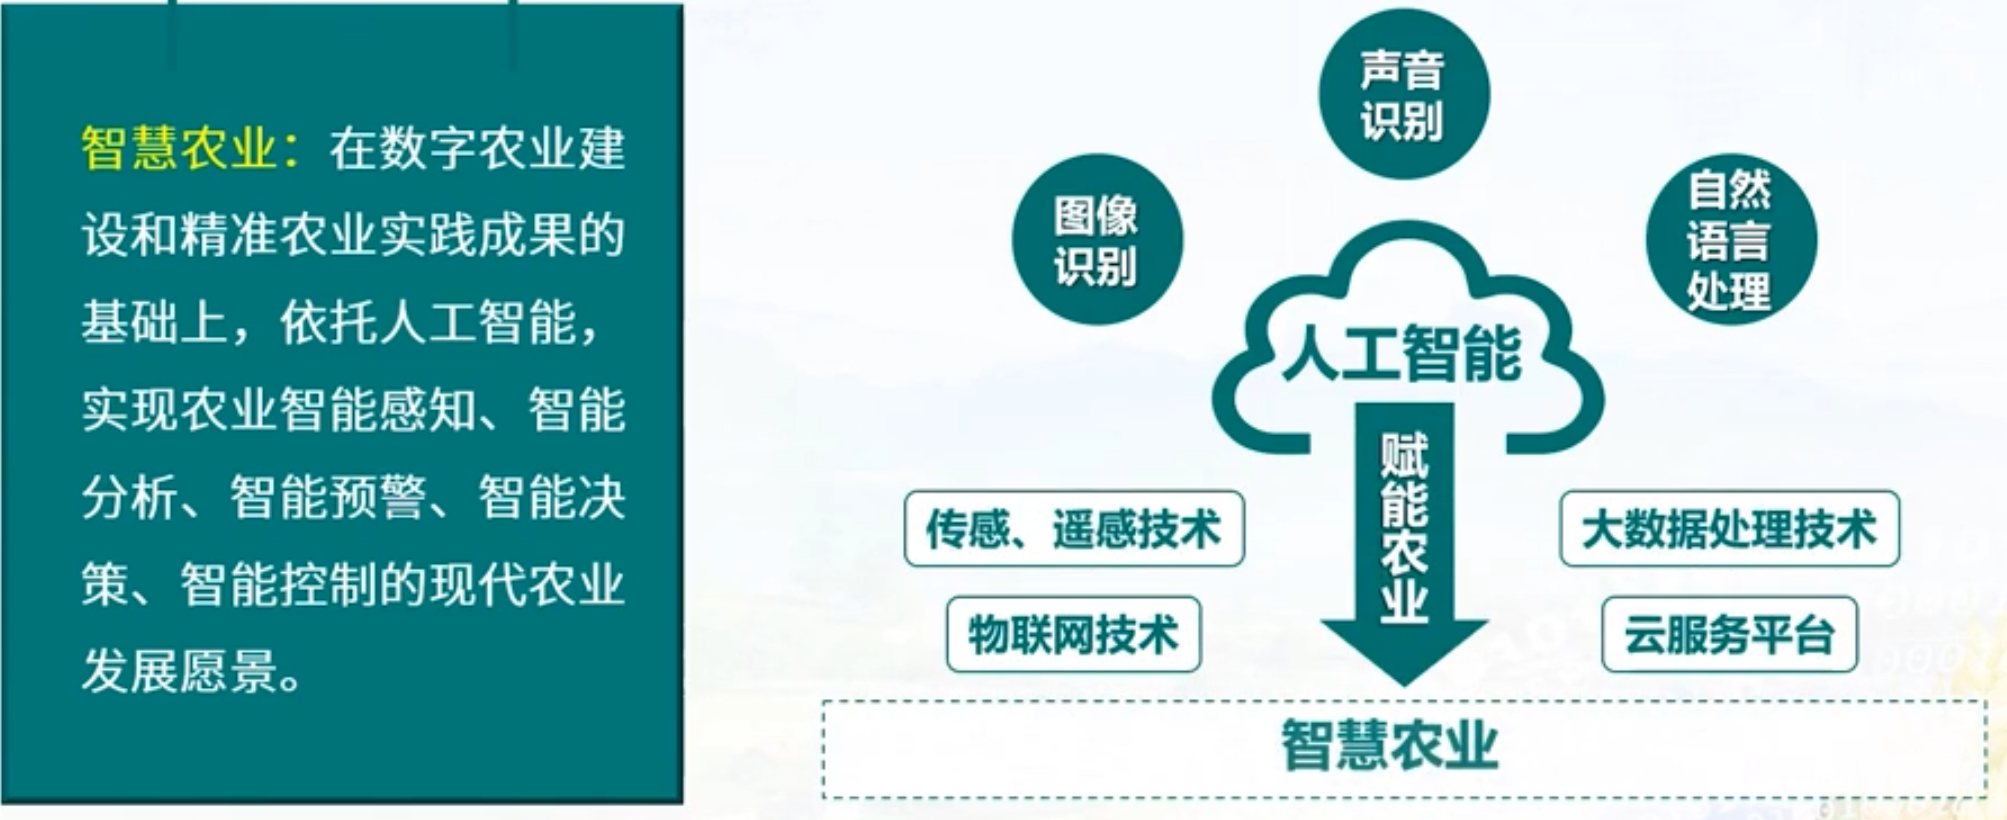 智慧农业：在数字农业建
设和精准农业实践成果的
基础上，依托人工智能，
实现农业智能感知、智能
分析、智能预警、智能决
策、智能控制的现代农业
发展愿景。
声音
识别
图像
识别
自然
语言
处理
人工智能
赋能农业
传感、遥感技术
大数据处理技术
物联网技术
云服务平台
智慧农业